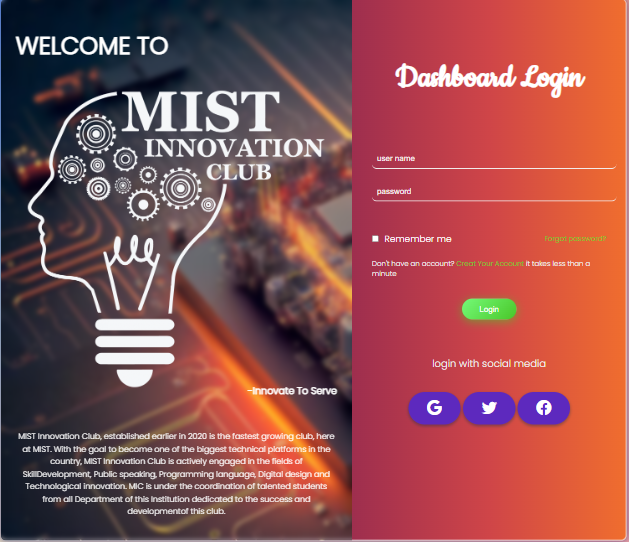 WELCOME TO
MIST
INNOVATION
CLUB
-Innovate To Serve
MIST Innovation Club, established earlier in 2020 is the fastest growing club, here
at MIST. With the goal to become one of the biggest technical platforms in the
country, MIST Innovation Club is actively engaged in the fields of
SkillDevelopment, Public speaking, Programming language, Digital design and
Technological innovation. MIC is under the coordination of talented students
from all Department of this Institution dedicated to the success and
developmentof this club.
Dashboard Login
user name
password
Remember me
forgot password?
Don't have an account? Creat Your Account it takes less than a
minute
Login
login with social media